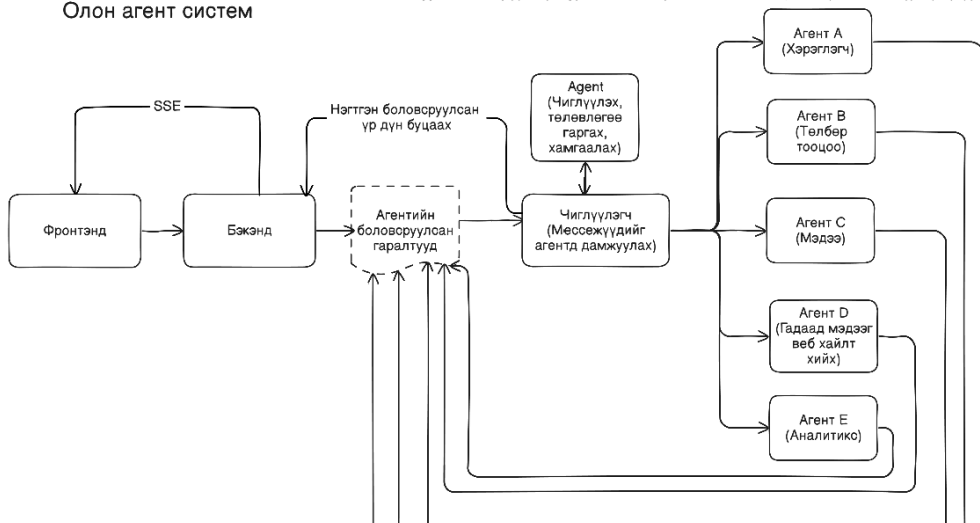 Олон агент систем
SSE
Нэгтгэн боловсруулсан
үр дүн буцаах
Agent
(Чиглүүлэх,
төлөвлөгөө
гаргах,
хамгаалах)
Фронтэнд
Бэкэнд
Агентийн
боловсруулсан
гаралтууд
Чиглүүлэгч
(Мессежүүдийг
агентд дамжуулах)
Агент A
(Хэрэглэгч)
Агент B
(Төлбөр
тооцоо)
Агент C
(Мэдээ)
Агент D
(Гадаад мэдээг
веб хайлт
хийх)
Агент E
(Аналитикс)